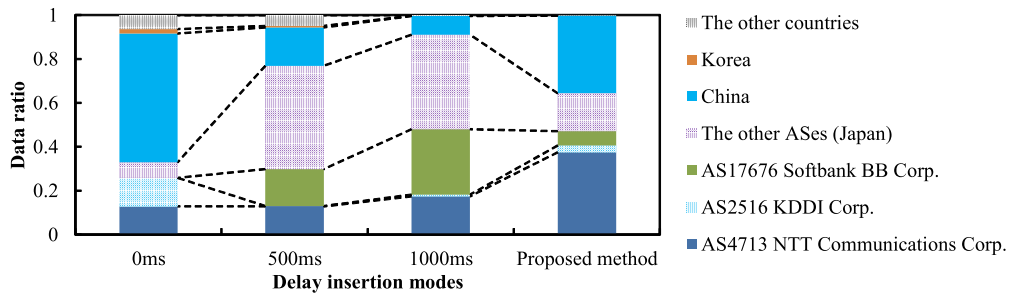 1
0.8
0.6
0.4
0.2
0
Data ratio
0ms
500ms
1000ms
Proposed method
Delay insertion modes
The other countries
Korea
China
The other ASes (Japan)
AS17676 Softbank BB Corp.
AS2516 KDDI Corp.
AS4713 NTT Communications Corp.